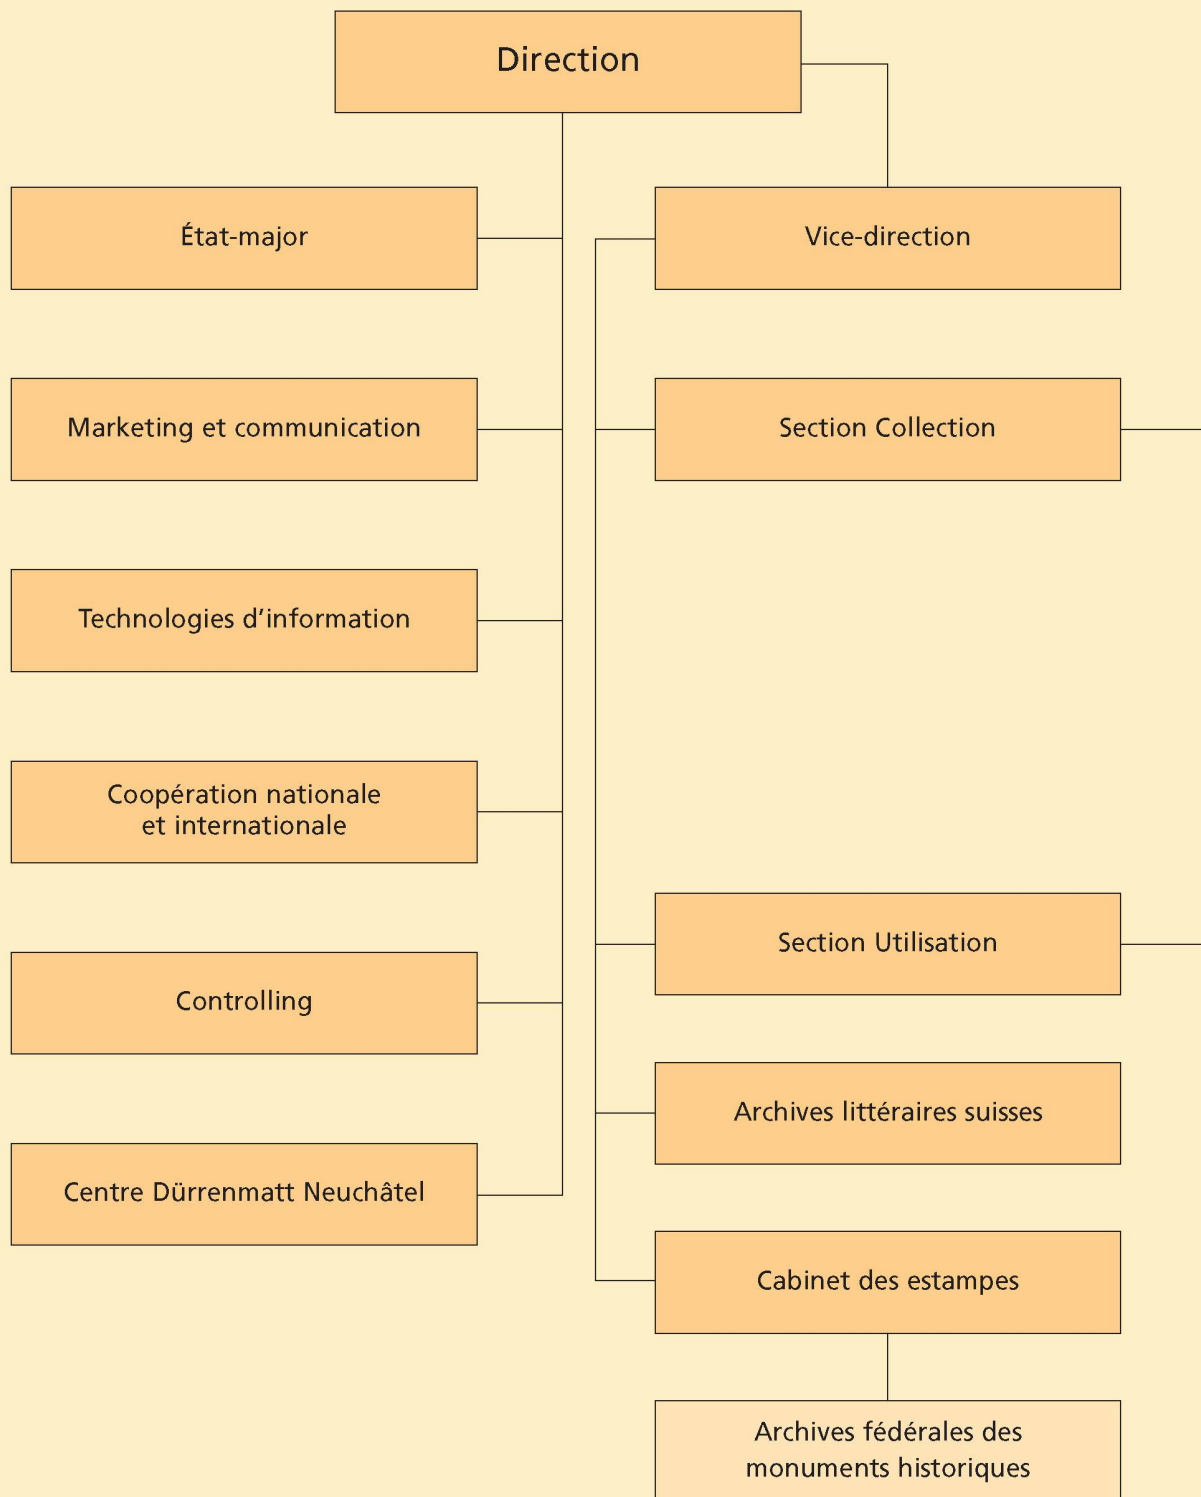 Direction
État-major
Vice-direction
Marketing et communication
Section Collection
Technologies d'information
Coopération nationale
et internationale
Section Utilisation
Controlling
Archives littéraires suisses
Centre Dürrenmatt Neuchâtel
Cabinet des estampes
Archives fédérales des
monuments historiques